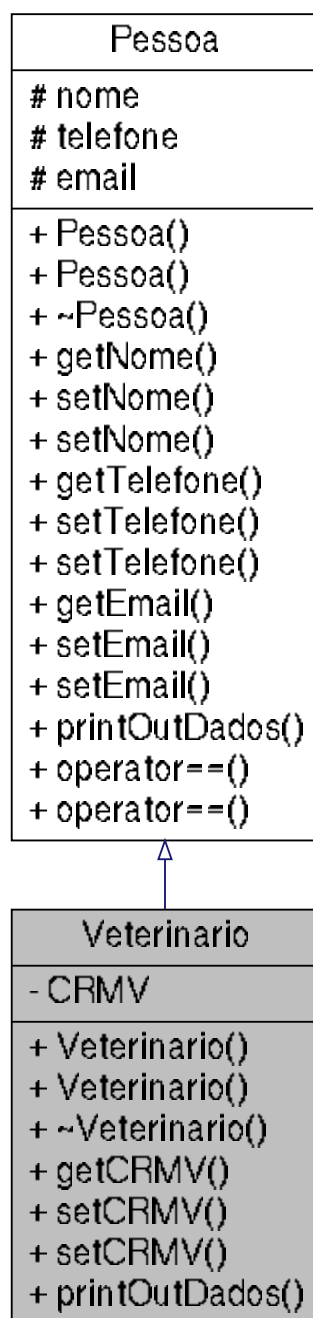 Pessoa
# nome
# telefone
# email
+ Pessoa()
+ Pessoa()
+ ~Pessoa()
+ getNome()
+ setNome()
+ setNome()
+ getTelefone()
+ setTelefone()
+ setTelefone()
+ getEmail()
+ setEmail()
+ setEmail()
+ printOutDados()
+ operator==()
+ operator==()
Veterinario
- CRMV
+ Veterinario()
+ Veterinario()
+ ~Veterinario()
+ getCRMV()
+ setCRMV()
+ setCRMV()
+ printOutDados()